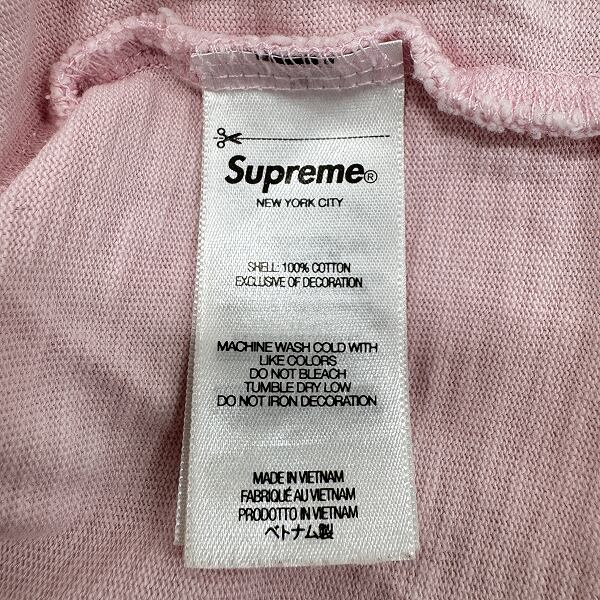 Supreme®
NEW YORK CITY
SHELL: 100% COTTON
EXCLUSIVE OF DECORATION
MACHINE WASH COLD WITH
LIKE COLORS
DO NOT BLEACH
TUMBLE DRY LOW
DO NOT IRON DECORATION
MADE IN VIETNAM
FABRIQUÉ AU VIETNAM
PRODOTTO IN VIETNAM
ベトナム製